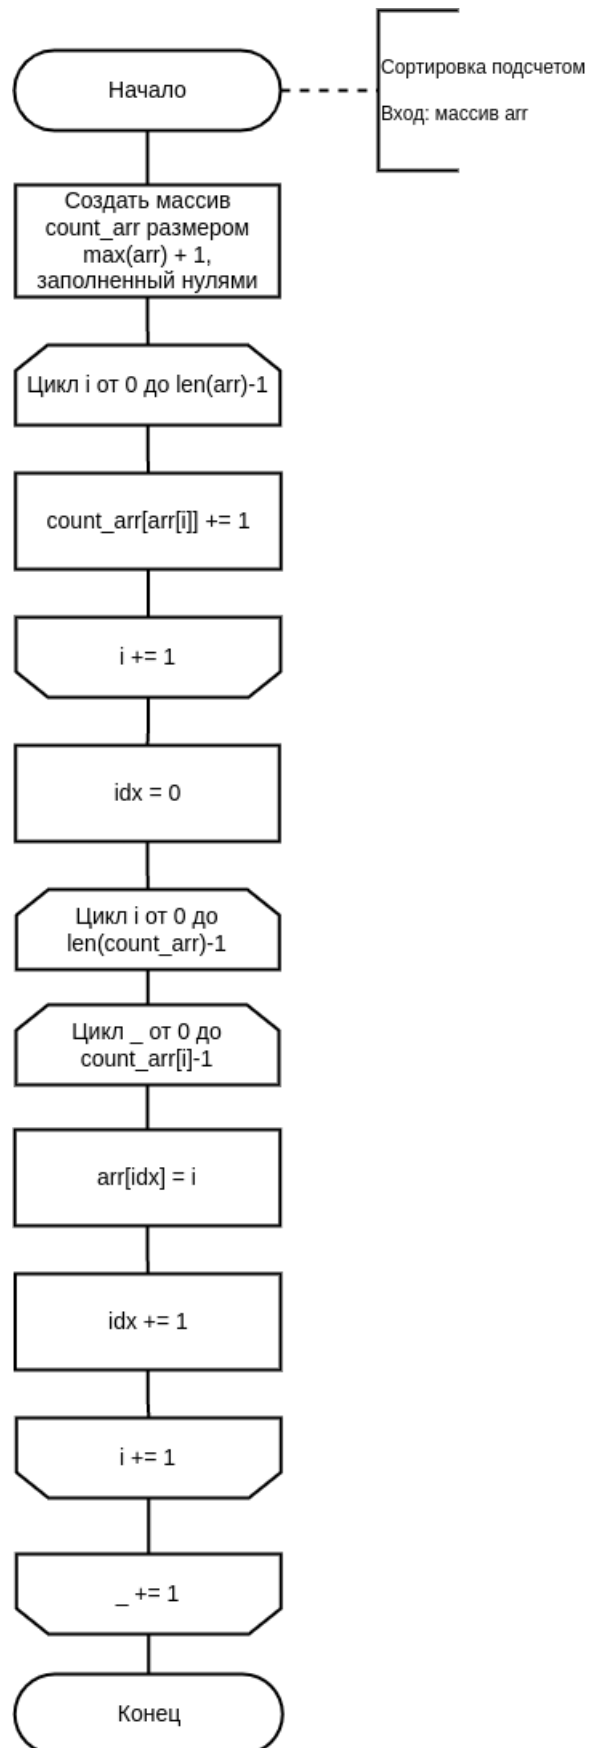 Начало
Сортировка подсчетом
Вход: массив arr
Создать массив
count_arr размером
max(arr) + 1,
заполненный нулями
Цикл i от 0 до len(arr)-1
count_arr[arr[i]] += 1
i += 1
idx = 0
Цикл i от 0 до
len(count_arr)-1
Цикл _ от 0 до
count_arr[i]-1
arr[idx] = i
idx += 1
i += 1
_ += 1
Конец